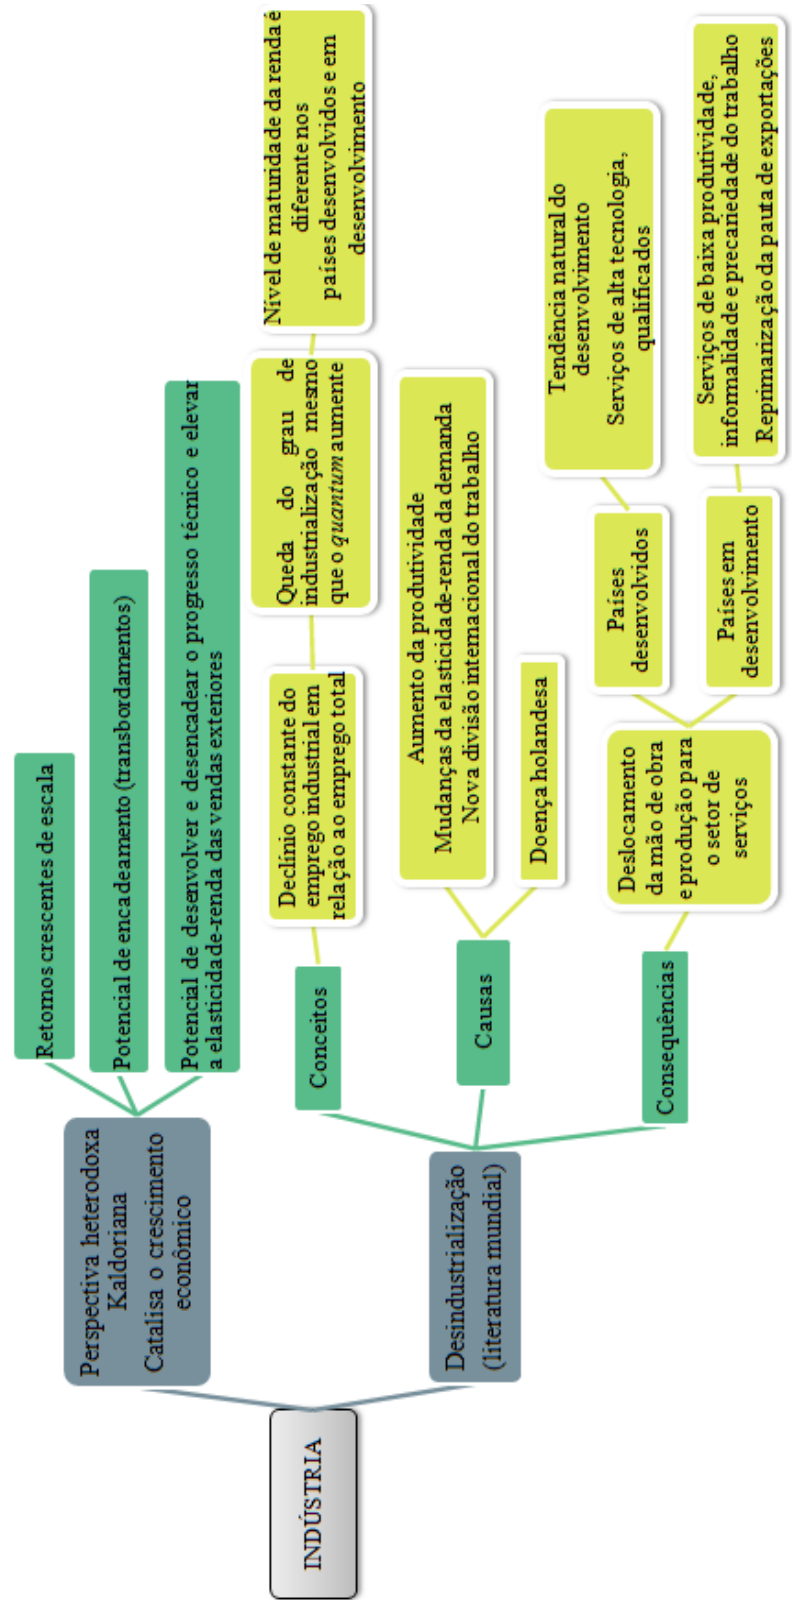 INDÚSTRIA
Perspectiva heterodoxa
Kaldoriana
Catalisa o crescimento
econômico
Retornos crescentes de escala
Potencial de encadeamento (transbordamentos)
Potencial de desenvolver e desencadear o progresso técnico e elevar
a elasticidade-renda das vendas exteriores
Desindustrialização
(literatura mundial)
Conceitos
Declínio constante do
emprego industrial em
relação ao emprego total
Queda do grau de
industrialização mesmo
que o quantum aumente
Nível de maturidade da renda é
diferente nos
países desenvolvidos e em
desenvolvimento
Causas
Aumento da produtividade
Mudanças da elasticidade-renda da demanda
Nova divisão internacional do trabalho
Doença holandesa
Consequências
Deslocamento
da mão de obra
e produção para
o setor de
serviços
Países
desenvolvidos
Tendência natural do
desenvolvimento
Serviços de alta tecnologia,
qualificados
Países em
desenvolvimento
Serviços de baixa produtividade,
informalidade e precariedade do trabalho
Reprimarização da pauta de exportações